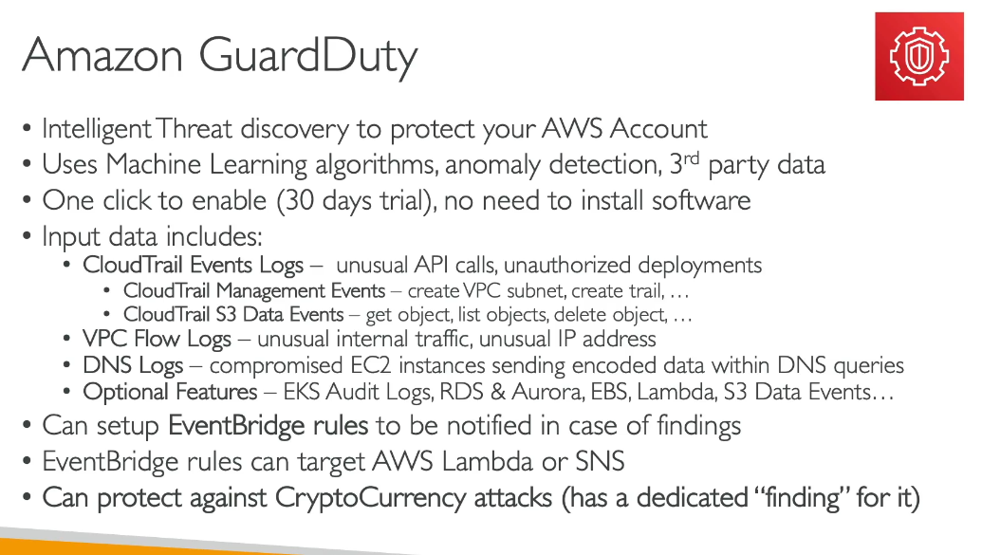 Amazon GuardDuty
• Intelligent Threat discovery to protect your AWS Account
• Uses Machine Learning algorithms, anomaly detection, 3rd party data
• One click to enable (30 days trial), no need to install software
• Input data includes:
• CloudTrail Events Logs – unusual API calls, unauthorized deployments
• CloudTrail Management Events – create VPC subnet, create trail, …
• CloudTrail S3 Data Events – get object, list objects, delete object, …
• VPC Flow Logs – unusual internal traffic, unusual IP address
• DNS Logs – compromised EC2 instances sending encoded data within DNS queries
• Optional Features – EKS Audit Logs, RDS & Aurora, EBS, Lambda, S3 Data Events…
• Can setup EventBridge rules to be notified in case of findings
• EventBridge rules can target AWS Lambda or SNS
• Can protect against CryptoCurrency attacks (has a dedicated “finding” for it)